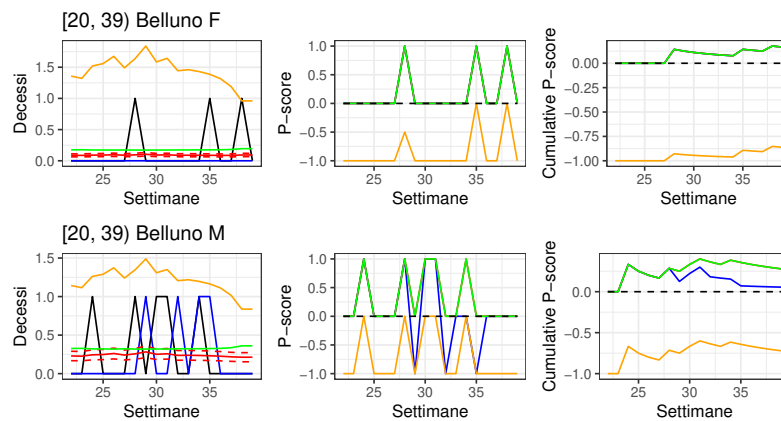 [20, 39) Belluno F
Decessi
1.5
1.0
0.5
0.0
25 30 35
Settimane
P-score
1.0
0.5
0.0
−0.5
−1.0
25 30 35
Settimane
Cumulative P-score
0.00
−0.25
−0.50
−0.75
−1.00
25 30 35
Settimane
[20, 39) Belluno M
Decessi
1.5
1.0
0.5
0.0
25 30 35
Settimane
P-score
1.0
0.5
0.0
−0.5
−1.0
25 30 35
Settimane
Cumulative P-score
0.0
−0.5
−1.0
25 30 35
Settimane